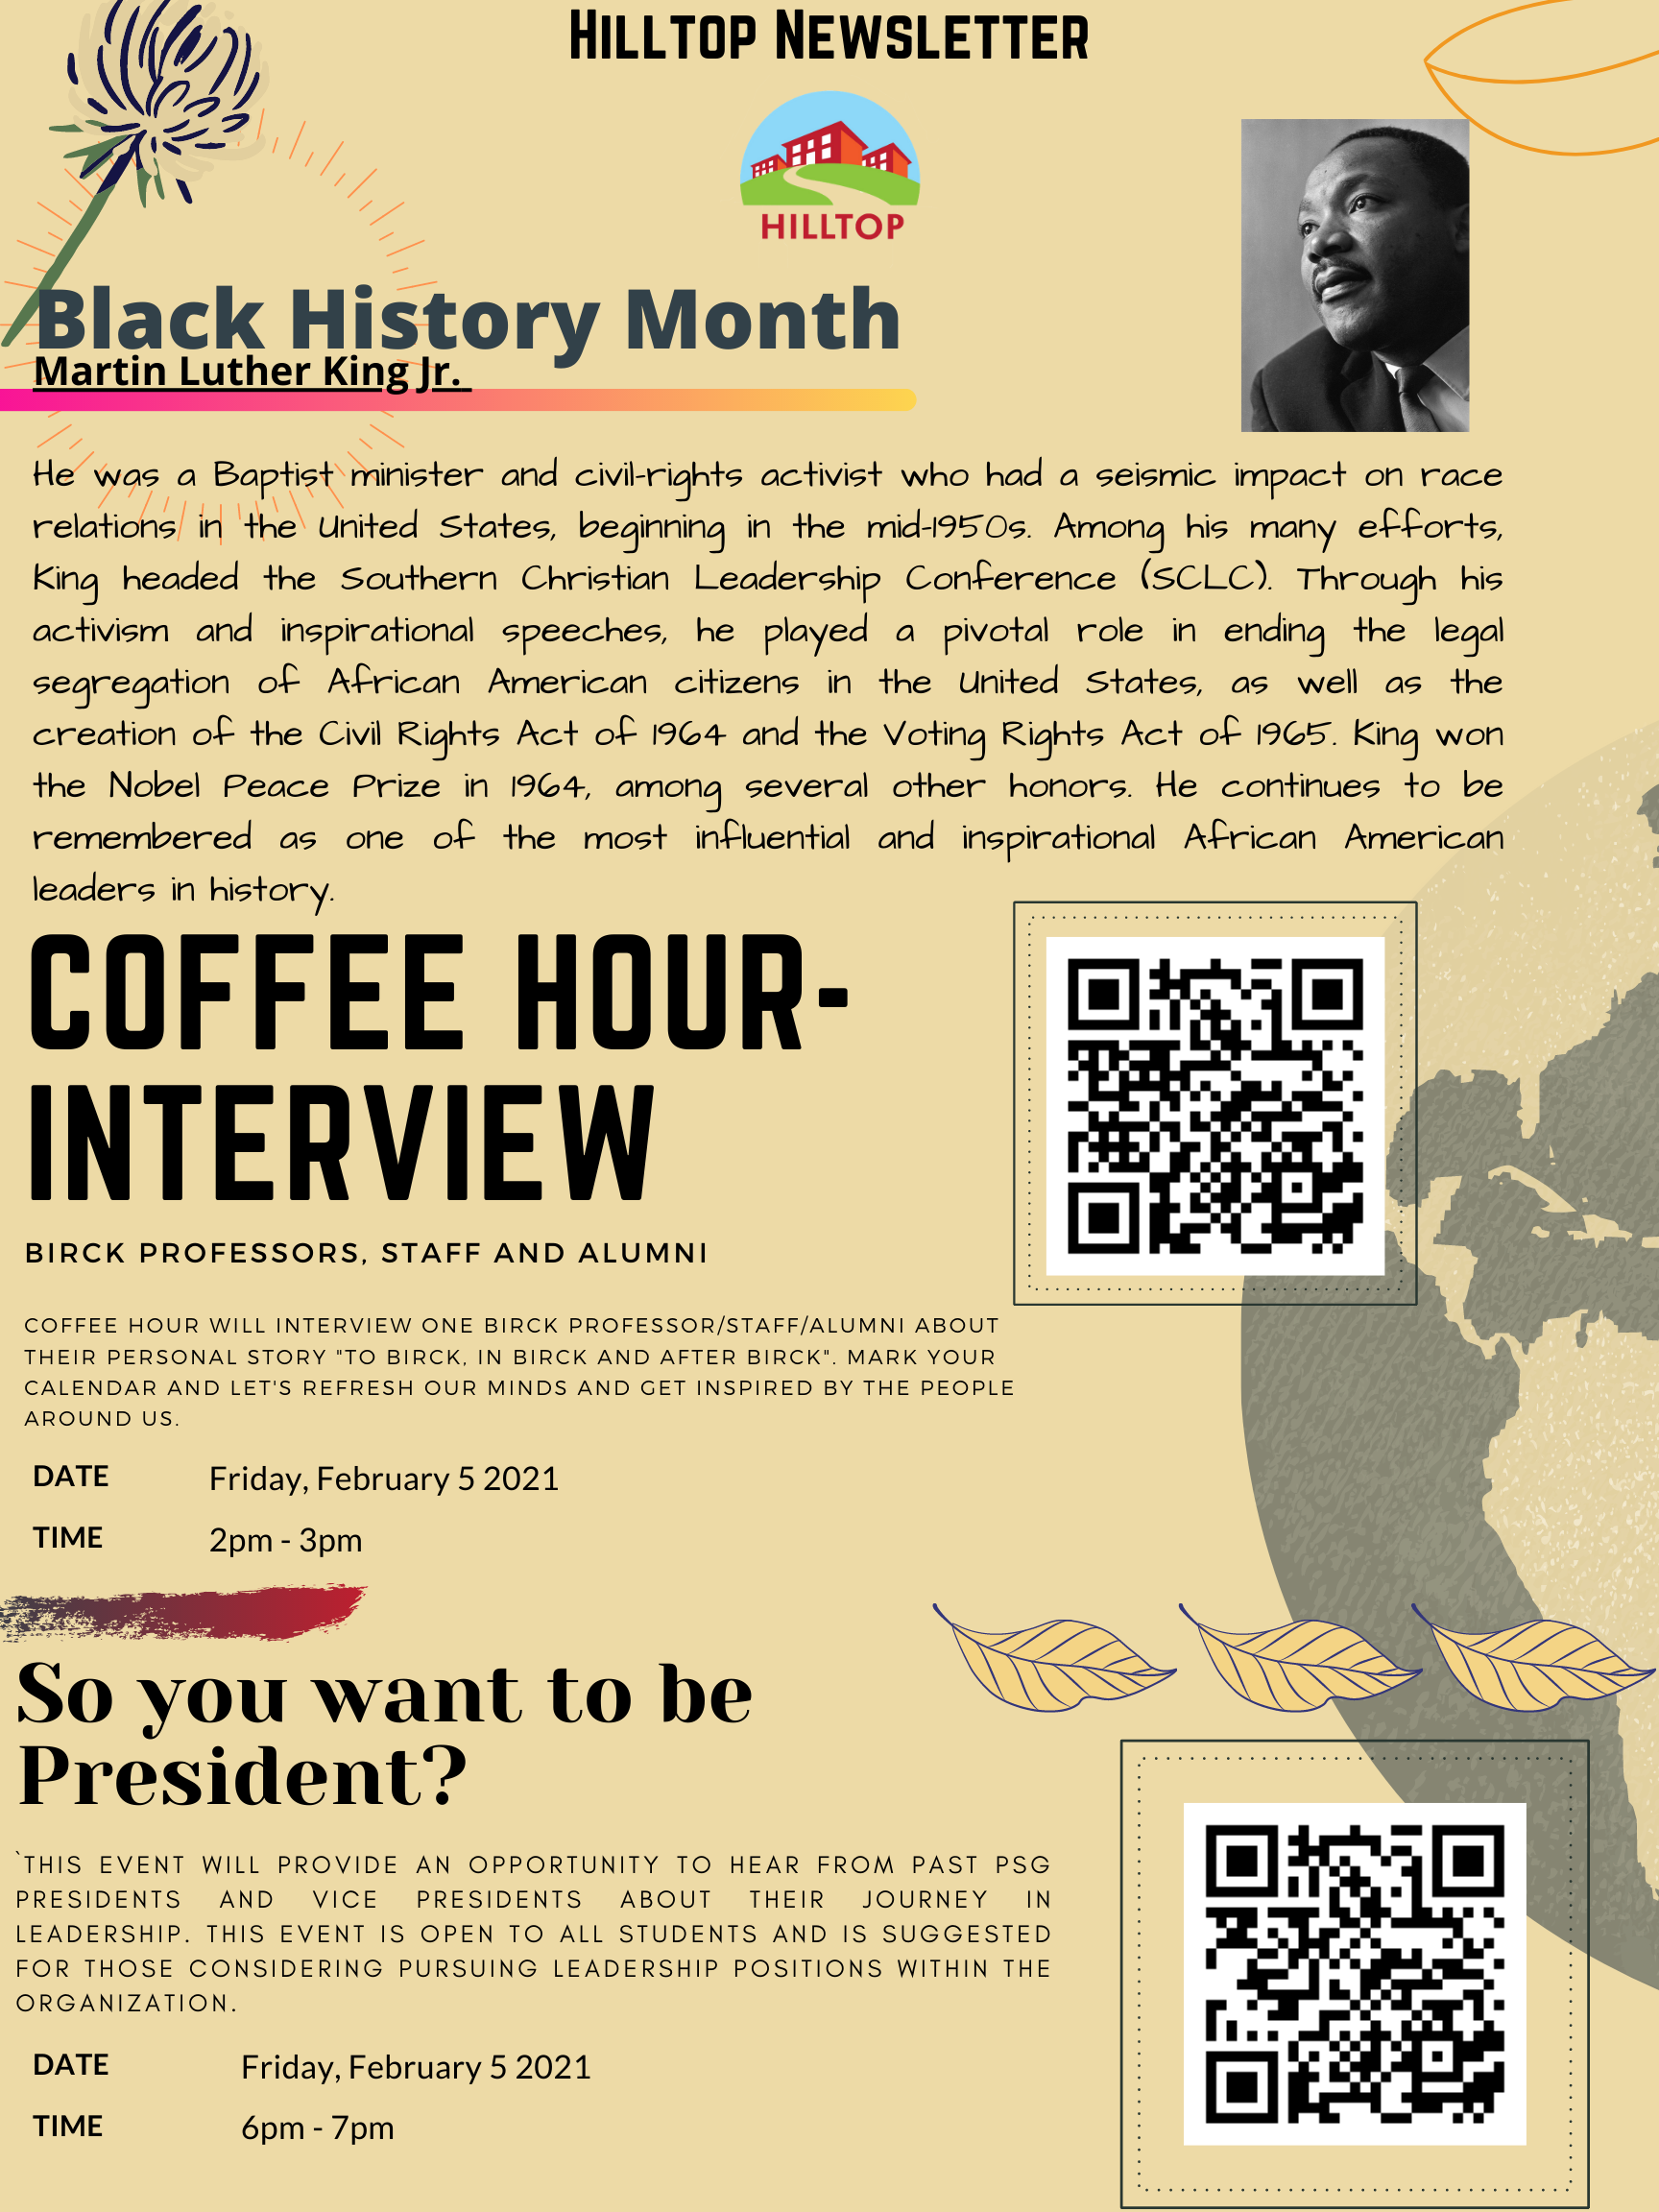 Hilltop Newsletter
HILLTOP
Black History Month
Martin Luther King Jr.
He was a Baptist minister and civil-rights activist who had a seismic impact on race
relations in the United States, beginning in the mid-1950s. Among his many efforts,
King headed the Southern Christian Leadership Conference (SCLC). Through his
activism and inspirational speeches, he played a pivotal role in ending the legal
segregation of African American citizens in the United States, as well as the
creation of the Civil Rights Act of 1964 and the Voting Rights Act of 1965. King won
the Nobel Peace Prize in 1964, among several other honors. He continues to be
remembered as one of the most influential and inspirational African American
leaders in history.
COFFEE HOUR-
INTERVIEW
BIRCK PROFESSORS, STAFF AND ALUMNI
COFFEE HOUR WILL INTERVIEW ONE BIRCK PROFESSOR/STAFF/ALUMNI ABOUT
THEIR PERSONAL STORY "TO BIRCK, IN BIRCK AND AFTER BIRCK". MARK YOUR
CALENDAR AND LET'S REFRESH OUR MINDS AND GET INSPIRED BY THE PEOPLE
AROUND US.
DATE Friday, February 5 2021
TIME 2pm - 3pm
So you want to be
President?
`THIS EVENT WILL PROVIDE AN OPPORTUNITY TO HEAR FROM PAST PSG
PRESIDENTS AND VICE PRESIDENTS ABOUT THEIR JOURNEY IN
LEADERSHIP. THIS EVENT IS OPEN TO ALL STUDENTS AND IS SUGGESTED
FOR THOSE CONSIDERING PURSUING LEADERSHIP POSITIONS WITHIN THE
ORGANIZATION.
DATE Friday, February 5 2021
TIME 6pm - 7pm